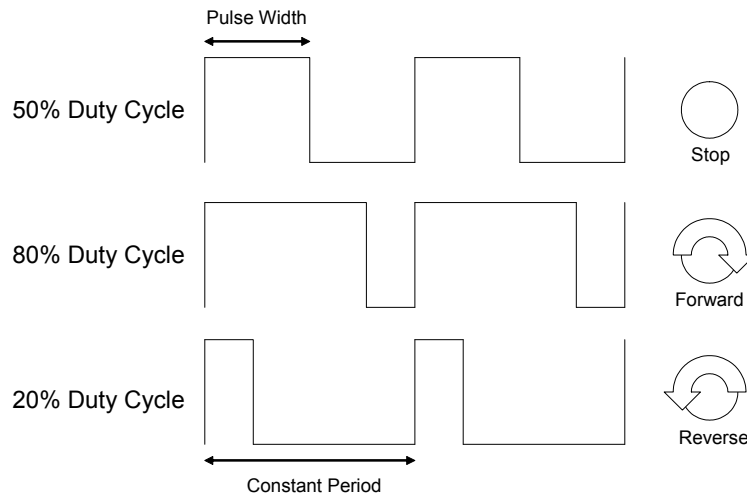 Pulse Width
50% Duty Cycle
Stop
80% Duty Cycle
Forward
20% Duty Cycle
Reverse
Constant Period